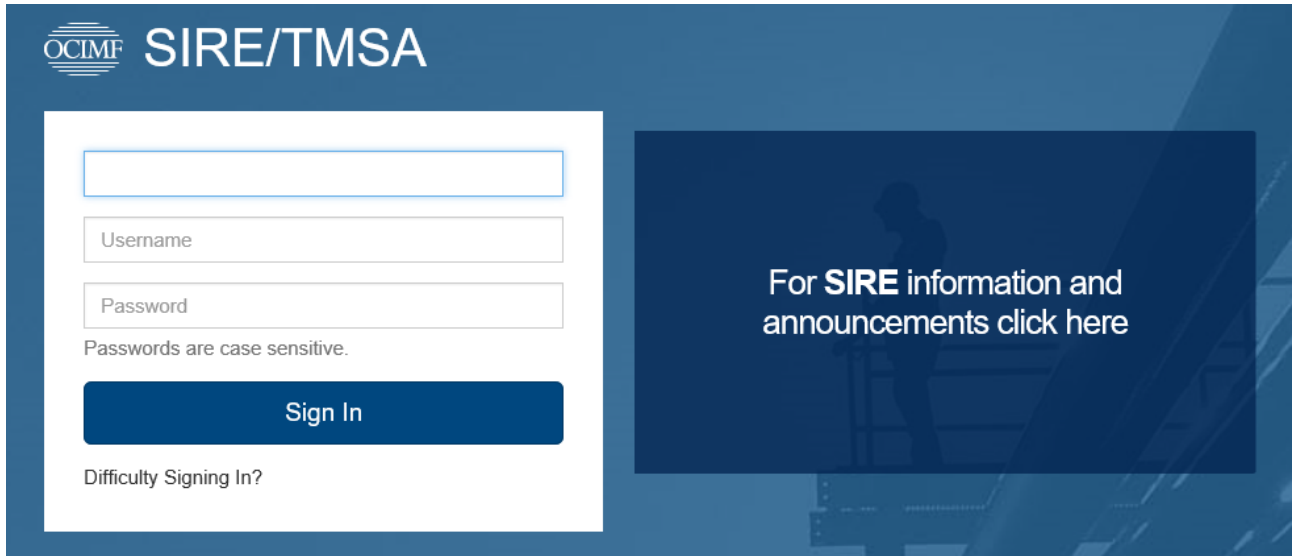 OCIMF SIRE/TMSA
Username
Password
Passwords are case sensitive.
Sign In
Difficulty Signing In?
For SIRE information and
announcements click here